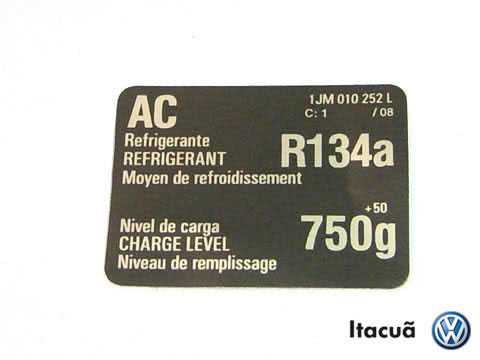 AC
1JM 010 252 L
C: 1 / 08
Refrigerante
REFRIGERANT
Moyen de refroidissement
R134a
Nivel de carga
CHARGE LEVEL
Niveau de remplissage
+50
750g
Itacuã